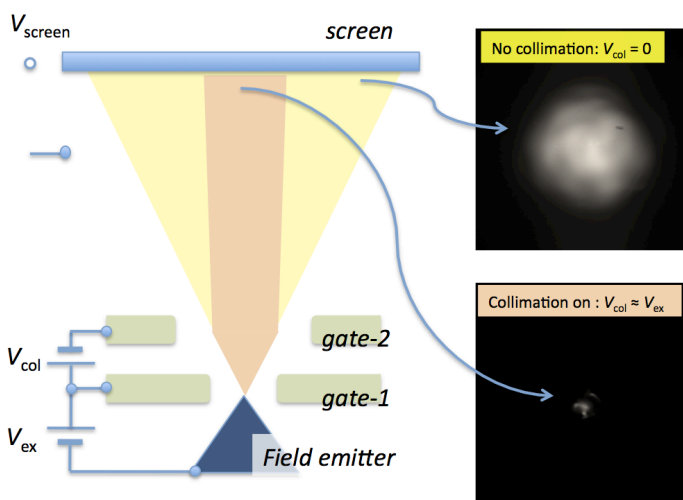 Vscreen
screen
No collimation: Vcol = 0
Collimation on : Vcol ≈ Vex
gate-2
Vcol
gate-1
Vex
Field emitter